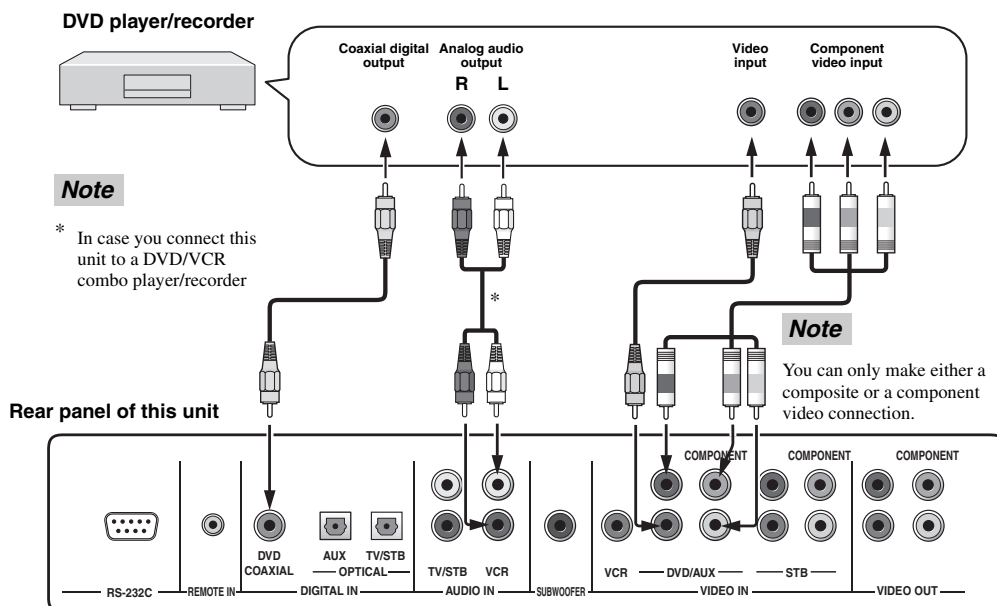 DVD player/recorder
Coaxial digital output
Analog audio output
R L
Video input
Component video input
Note
* In case you connect this
unit to a DVD/VCR
combo player/recorder
*
Note
You can only make either a
composite or a component
video connection.
Rear panel of this unit
COMPONENT COMPONENT COMPONENT
DVD COAXIAL
AUX TV/STB
OPTICAL
TV/STB VCR
VCR DVD/AUX STB
RS-232C REMOTE IN DIGITAL IN AUDIO IN SUBWOOFER VIDEO IN VIDEO OUT